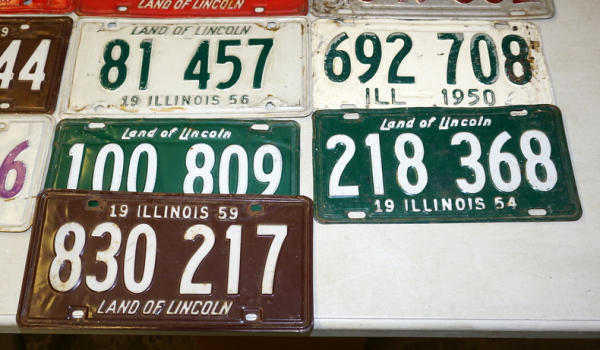 LAND OF LINCOLN
44
LAND OF LINCOLN
81 457
19 ILLINOIS 56
692 708
ILL 1950
6
Land of Lincoln
100 809
Land of Lincoln
218 368
19 ILLINOIS 54
19 ILLINOIS 59
830 217
LAND OF LINCOLN